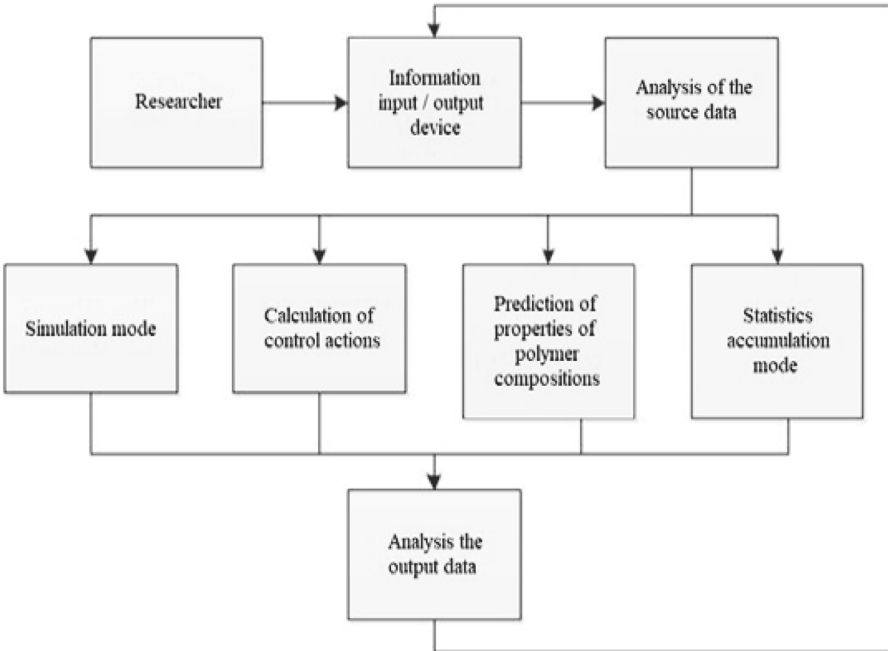 Researcher
Information
input / output
device
Analysis of the
source data
Simulation mode
Calculation of
control actions
Prediction of
properties of
polymer
compositions
Statistics
accumulation
mode
Analysis the
output data